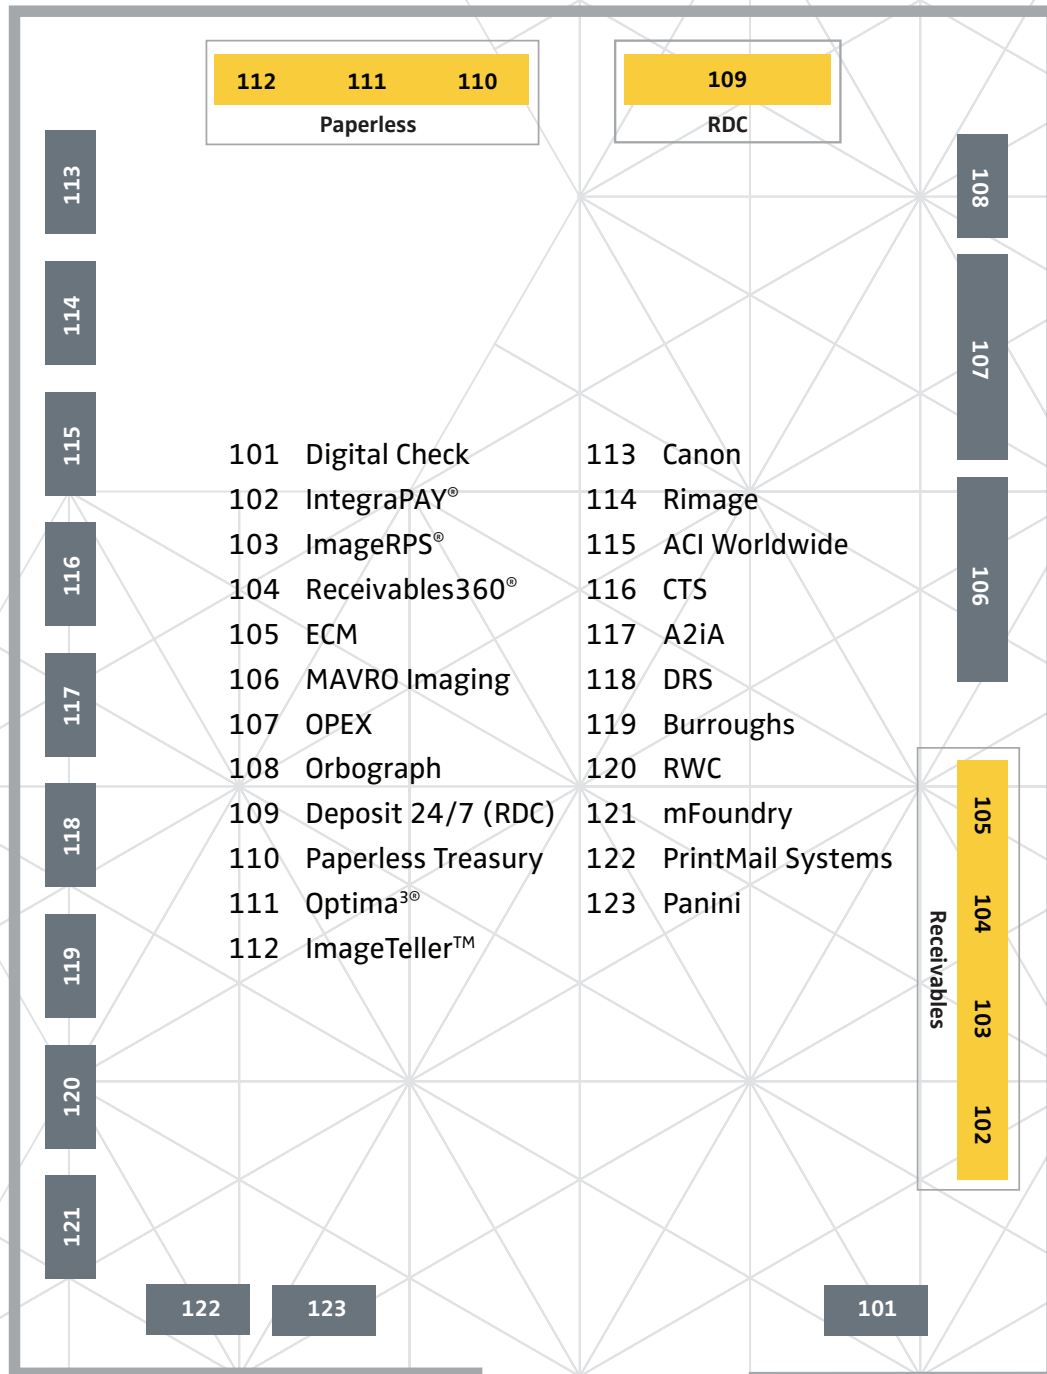 112 111 110
Paperless
109
RDC
113
114
115
116
117
118
119
120
121
122
123
101
108
107
106
105
104
103
102
Receivables
101 Digital Check
102 IntegraPAY®
103 ImageRPS®
104 Receivables360®
105 ECM
106 MAVRO Imaging
107 OPEX
108 Orbograph
109 Deposit 24/7 (RDC)
110 Paperless Treasury
111 Optima³®
112 ImageTeller™
113 Canon
114 Rimage
115 ACI Worldwide
116 CTS
117 A2iA
118 DRS
119 Burroughs
120 RWC
121 mFoundry
122 PrintMail Systems
123 Panini